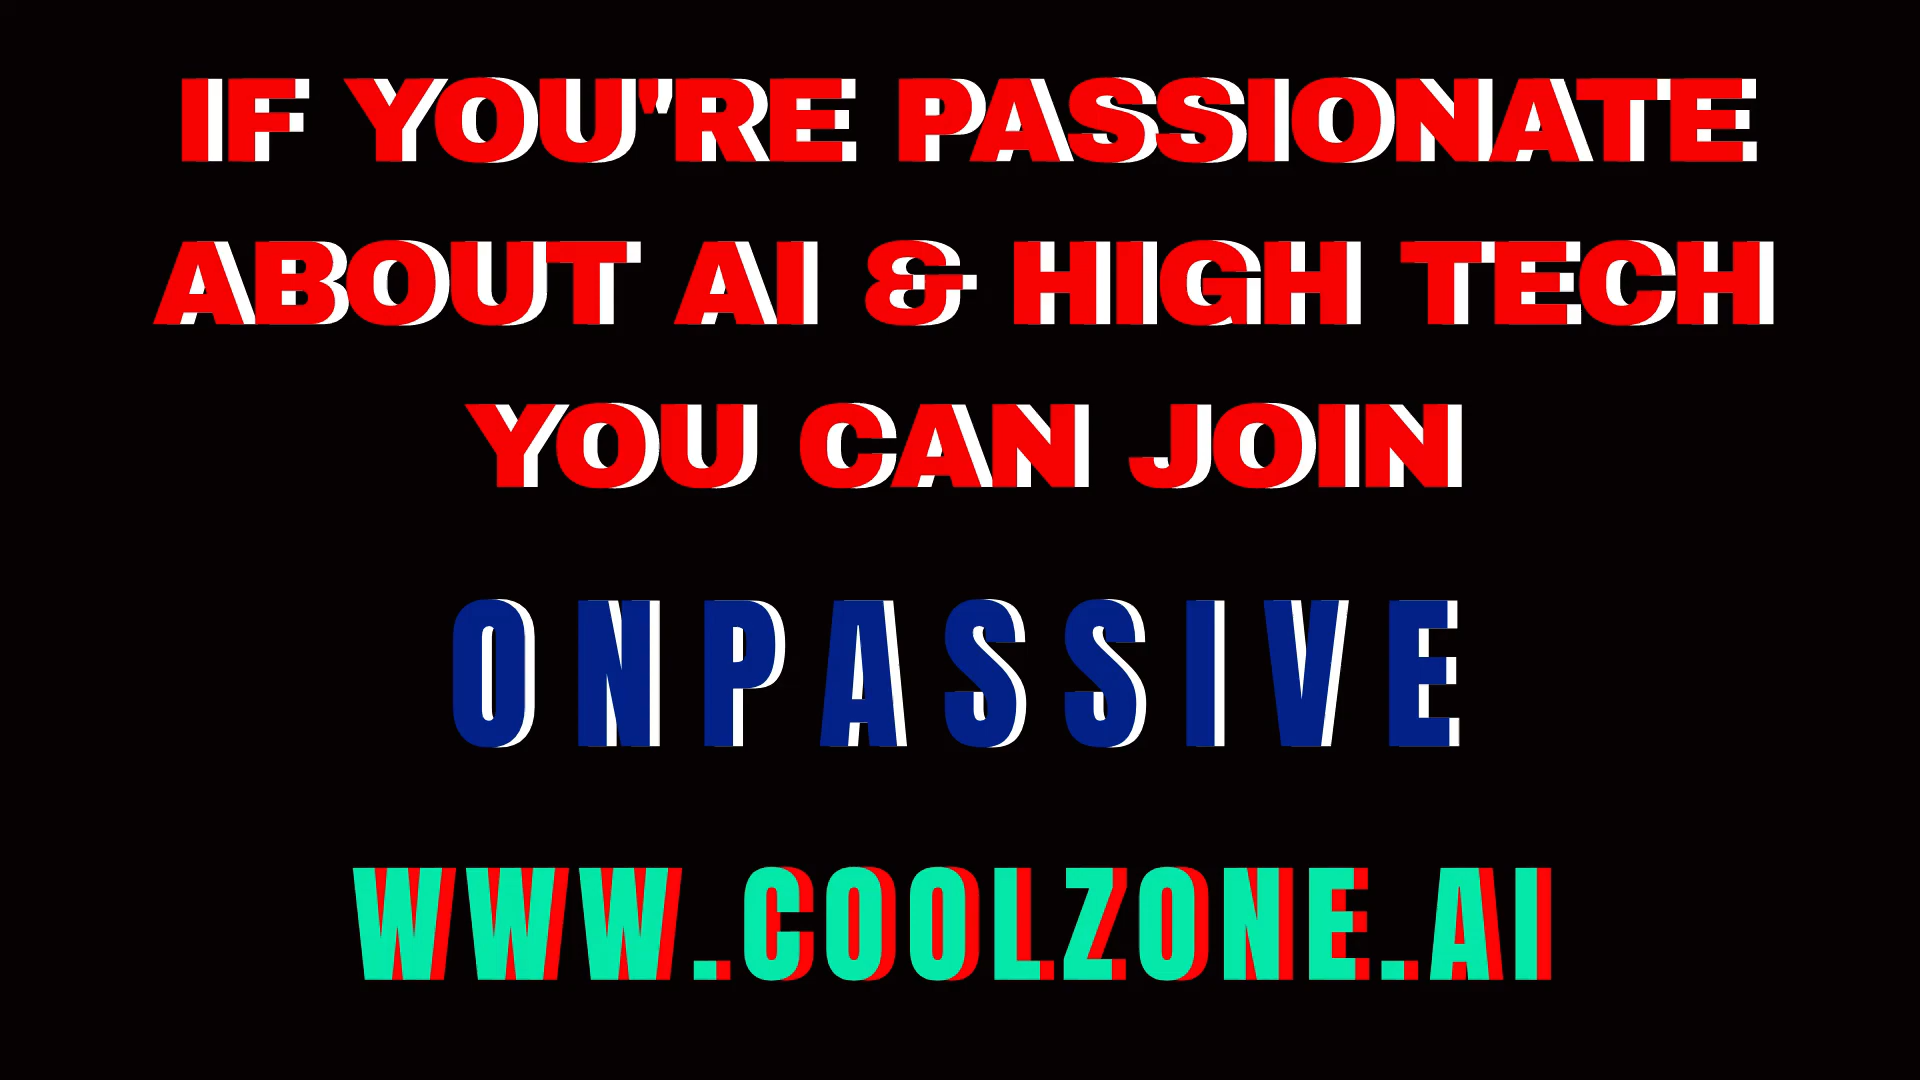 IF YOU'RE PASSIONATE
ABOUT AI & HIGH TECH
YOU CAN JOIN
ONPASSIVE
WWW.COOLZONE.AI